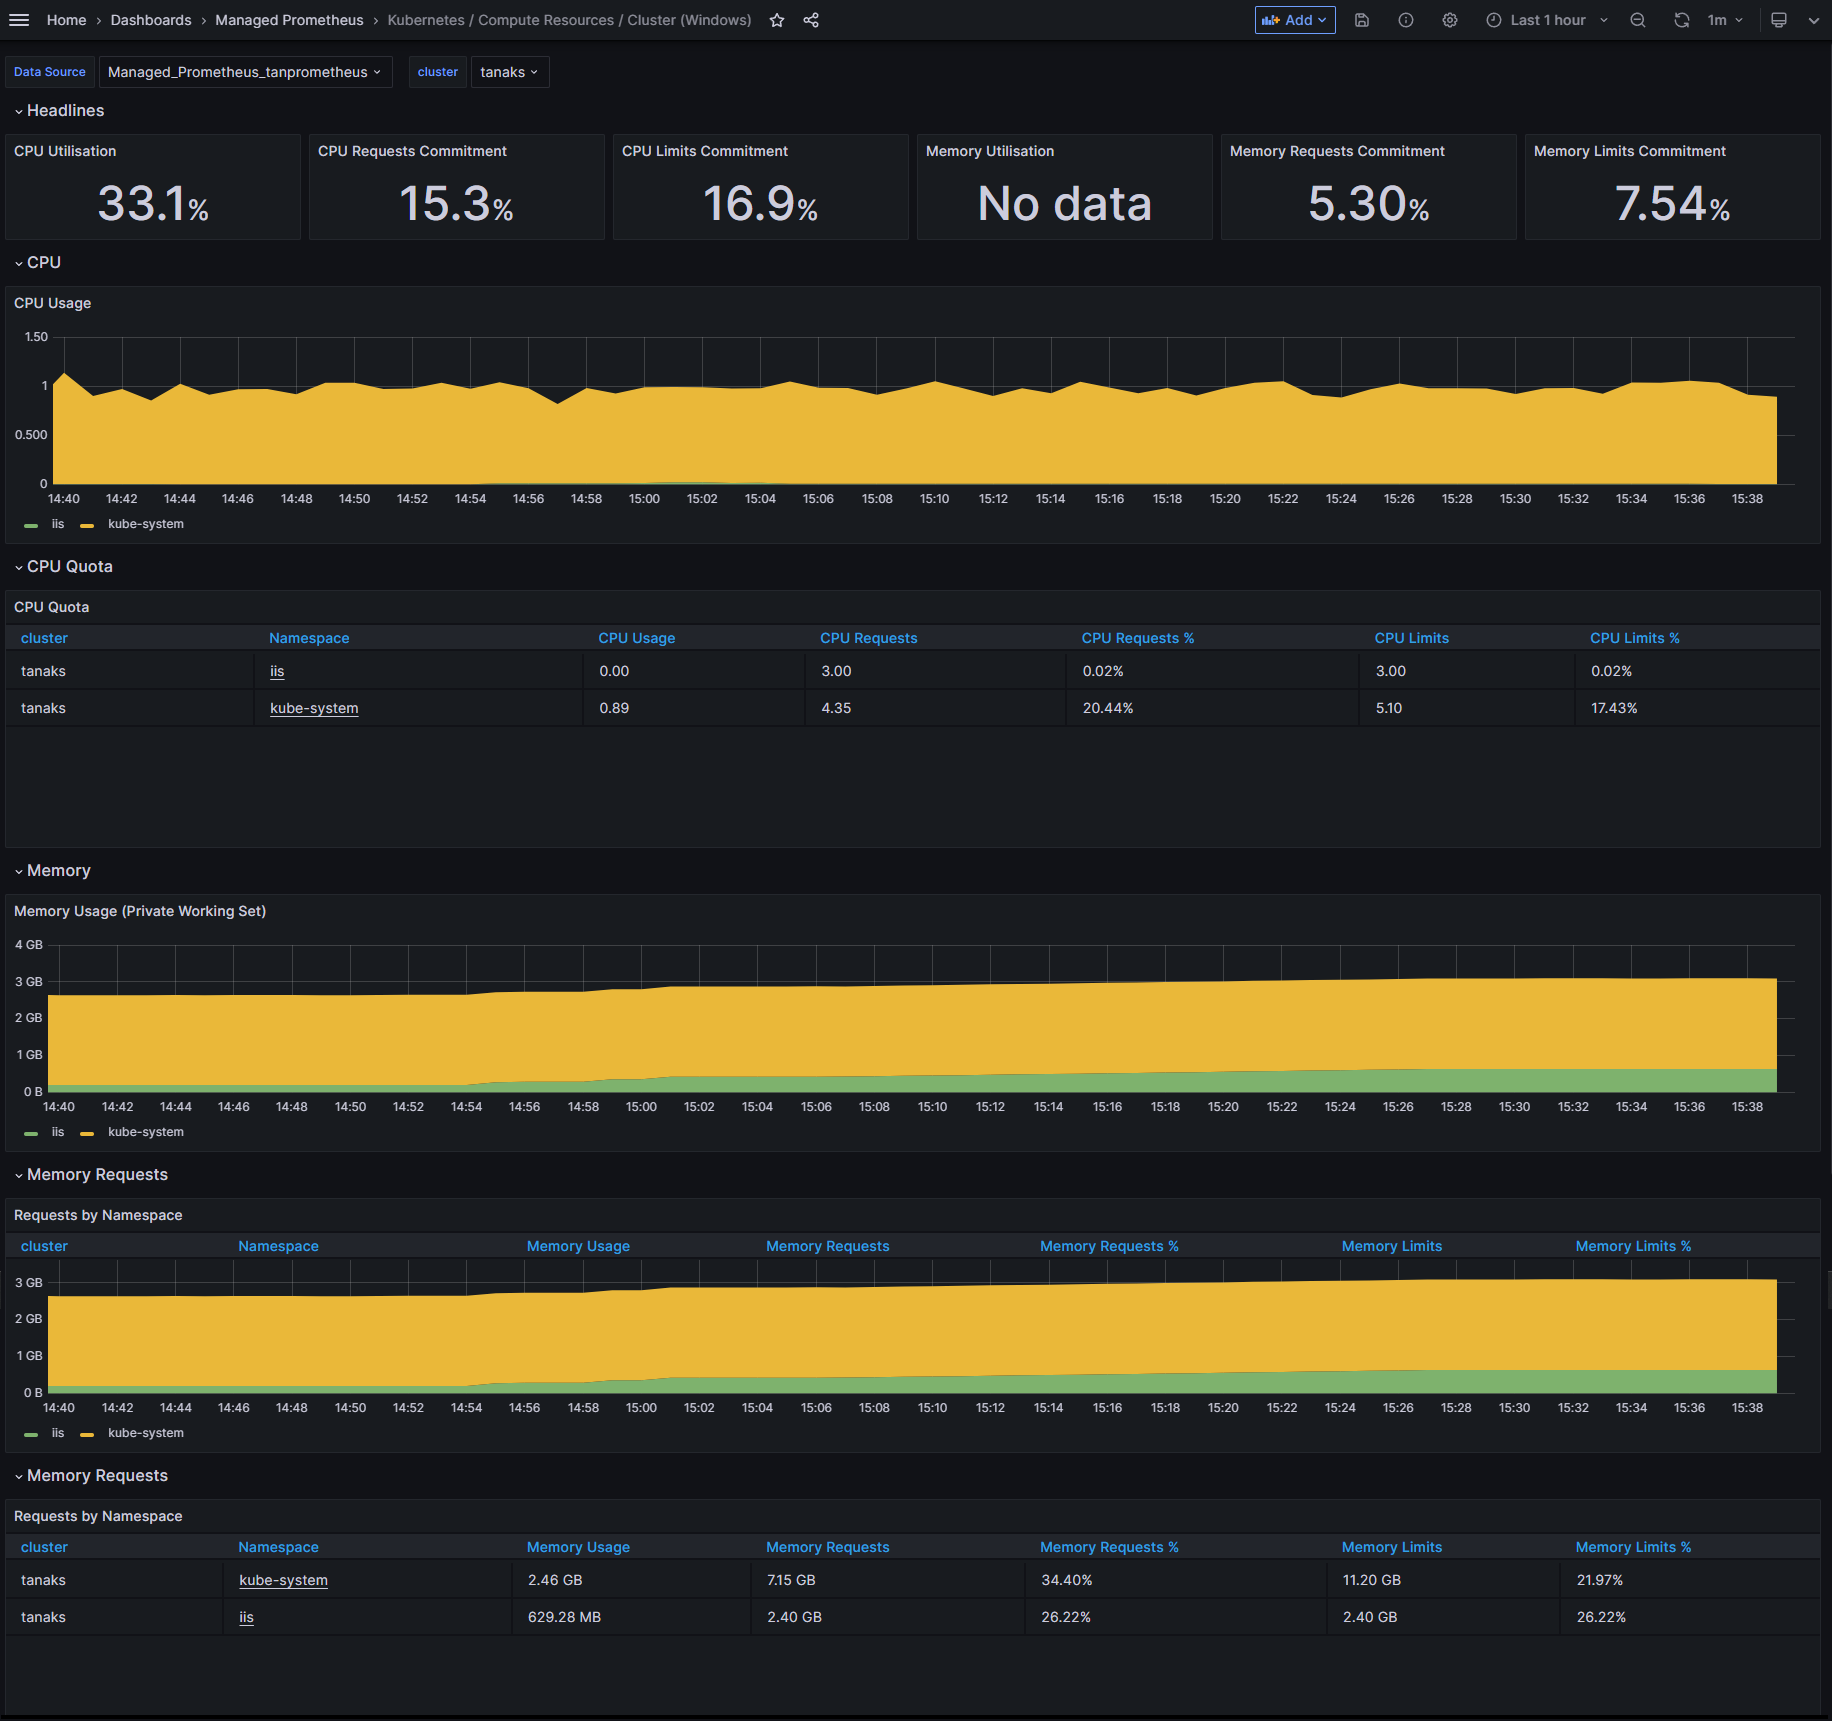 Home › Dashboards › Managed Prometheus › Kubernetes / Compute Resources / Cluster (Windows) Add Last 1 hour 1m
Data Source Managed_Prometheus_tanprometheus cluster tanaks
Headlines
CPU Utilisation CPU Requests Commitment CPU Limits Commitment Memory Utilisation Memory Requests Commitment Memory Limits Commitment
33.1% 15.3% 16.9% No data 5.30% 7.54%
CPU
CPU Usage
1.50
1
0.500
0
14:40 14:42 14:44 14:46 14:48 14:50 14:52 14:54 14:56 14:58 15:00 15:02 15:04 15:06 15:08 15:10 15:12 15:14 15:16 15:18 15:20 15:22 15:24 15:26 15:28 15:30 15:32 15:34 15:36 15:38
iis kube-system
CPU Quota
CPU Quota
cluster Namespace CPU Usage CPU Requests CPU Requests % CPU Limits CPU Limits %
tanaks iis 0.00 3.00 0.02% 3.00 0.02%
tanaks kube-system 0.89 4.35 20.44% 5.10 17.43%
Memory
Memory Usage (Private Working Set)
4 GB
3 GB
2 GB
1 GB
0 B
14:40 14:42 14:44 14:46 14:48 14:50 14:52 14:54 14:56 14:58 15:00 15:02 15:04 15:06 15:08 15:10 15:12 15:14 15:16 15:18 15:20 15:22 15:24 15:26 15:28 15:30 15:32 15:34 15:36 15:38
iis kube-system
Memory Requests
Requests by Namespace
cluster Namespace Memory Usage Memory Requests Memory Requests % Memory Limits Memory Limits %
3 GB
2 GB
1 GB
0 B
14:40 14:42 14:44 14:46 14:48 14:50 14:52 14:54 14:56 14:58 15:00 15:02 15:04 15:06 15:08 15:10 15:12 15:14 15:16 15:18 15:20 15:22 15:24 15:26 15:28 15:30 15:32 15:34 15:36 15:38
iis kube-system
Memory Requests
Requests by Namespace
cluster Namespace Memory Usage Memory Requests Memory Requests % Memory Limits Memory Limits %
tanaks kube-system 2.46 GB 7.15 GB 34.40% 11.20 GB 21.97%
tanaks iis 629.28 MB 2.40 GB 26.22% 2.40 GB 26.22%